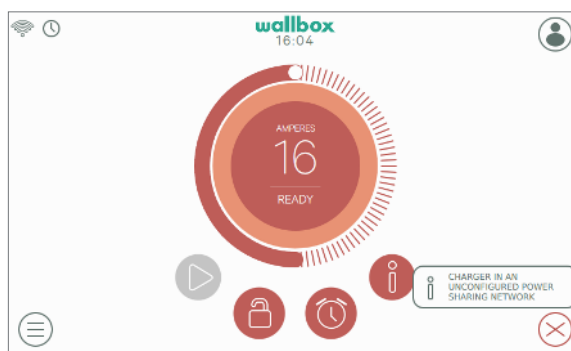 wallbox
16:04
AMPERES
16
READY
CHARGER IN AN
UNCONFIGURED POWER
SHARING NETWORK